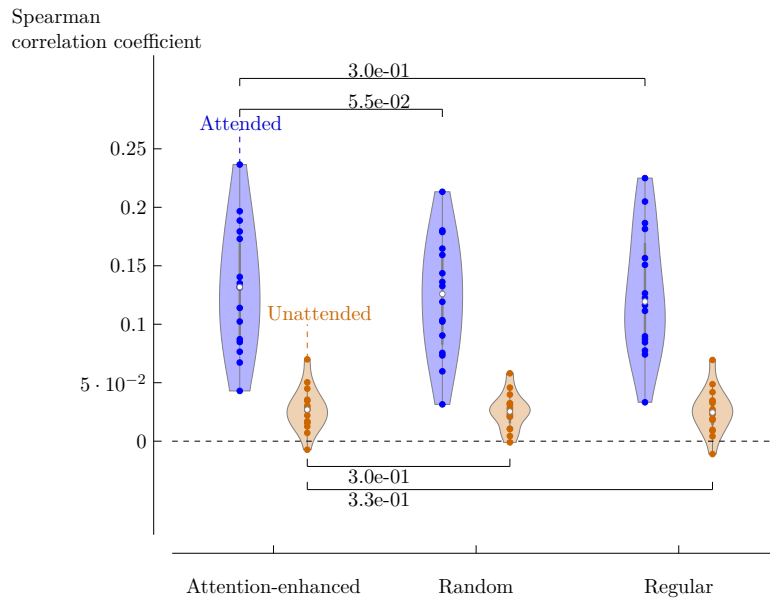 Spearman
correlation coefficient
3.0e-01
5.5e-02
Attended
0.25
0.2
0.15
Unattended
0.1
5 · 10⁻²
0
3.0e-01
3.3e-01
Attention-enhanced
Random
Regular